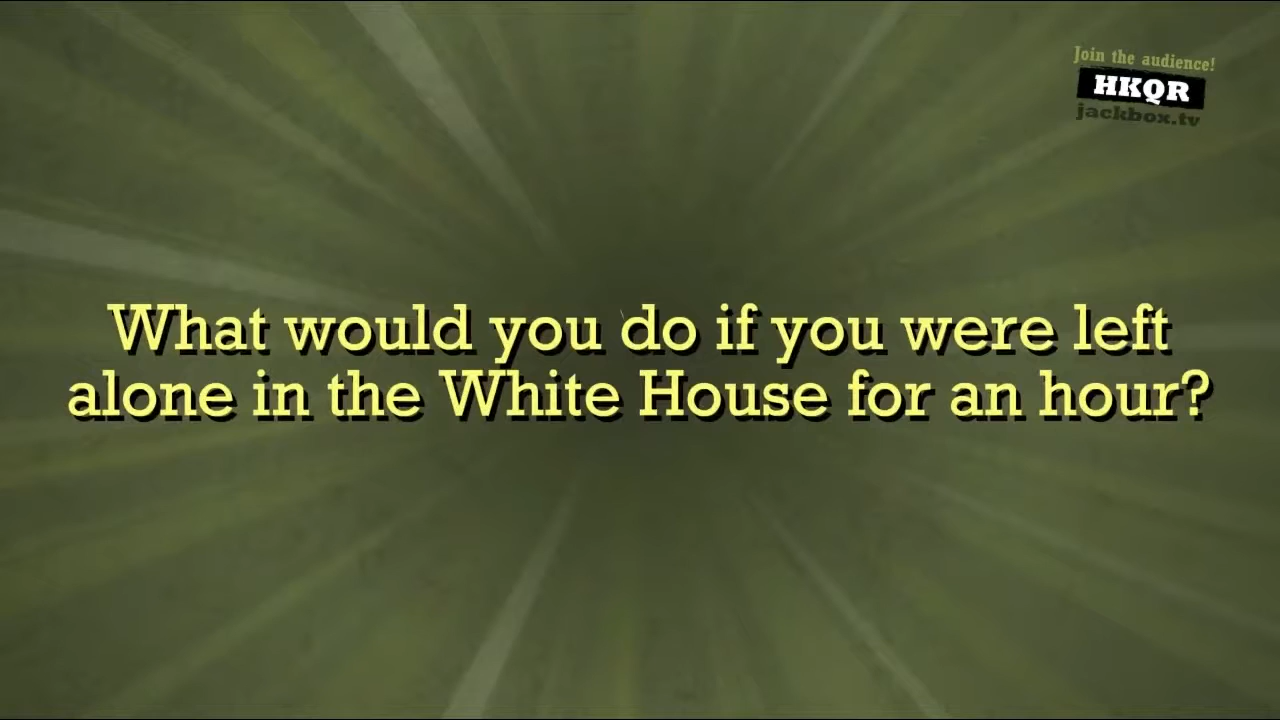 Join the audience!
HKQR
jackbox.tv
What would you do if you were left
alone in the White House for an hour?